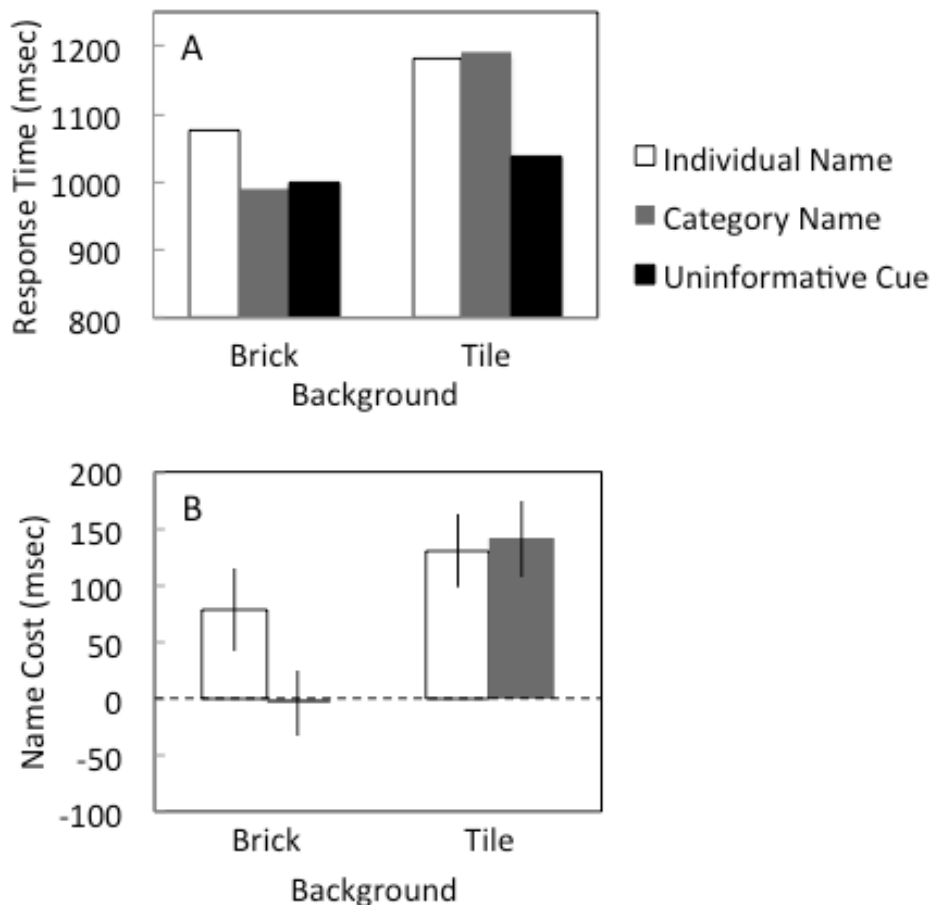 A
Response Time (msec)
1200
1100
1000
900
800
Brick Tile
Background
Individual Name
Category Name
Uninformative Cue
B
Name Cost (msec)
200
150
100
50
0
-50
-100
Brick Tile
Background